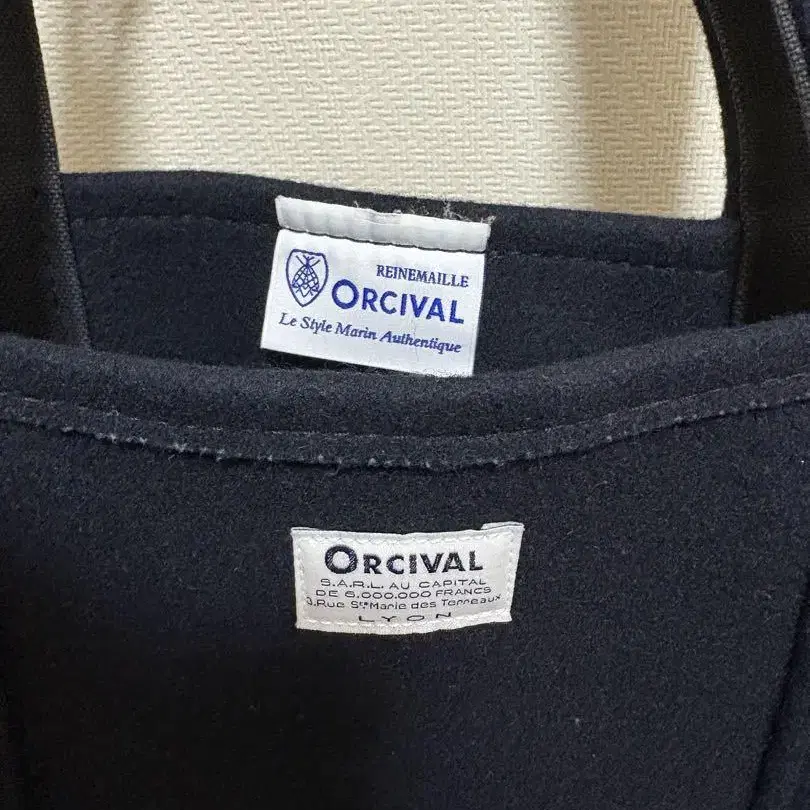 REINEMAILLE
ORCIVAL
Le Style Marin Authentique
ORCIVAL
S.A.R.L. AU CAPITAL
DE 6.000.000 FRANCS
3.Rue Ste Marie des Terreaux
LYON